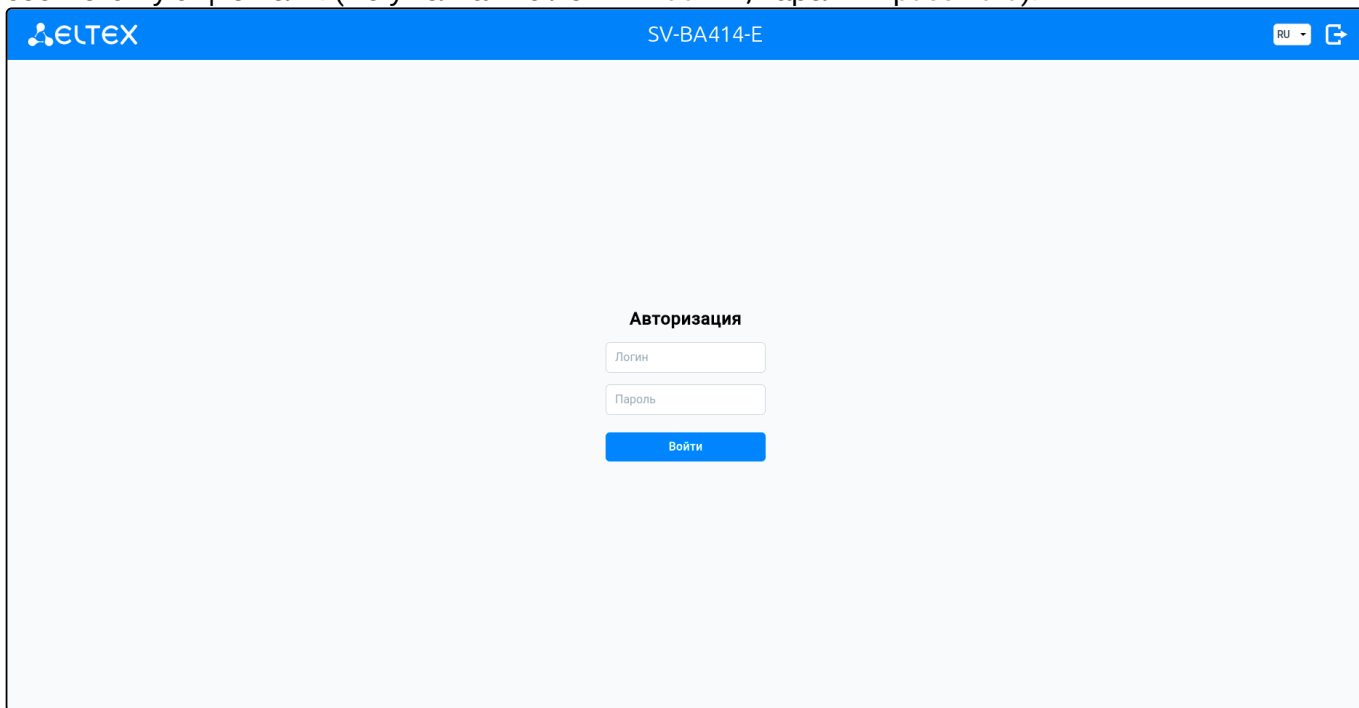 ELTEX
SV-BA414-E
RU
Авторизация
Логин
Пароль
Войти